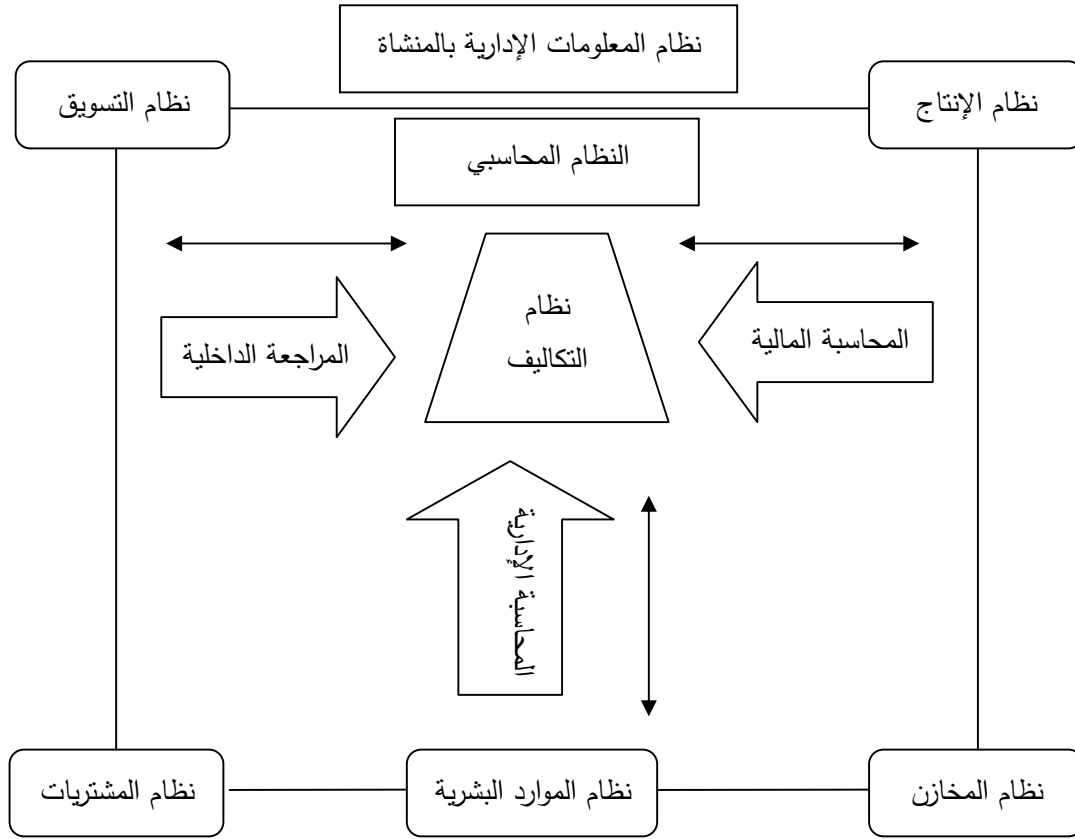 نظام المعلومات الإدارية بالمنشاة
نظام الإنتاج
نظام التسويق
النظام المحاسبي
نظام
التكاليف
المحاسبة المالية
المراجعة الداخلية
المحاسبة الإدارية
نظام المخازن
نظام الموارد البشرية
نظام المشتريات